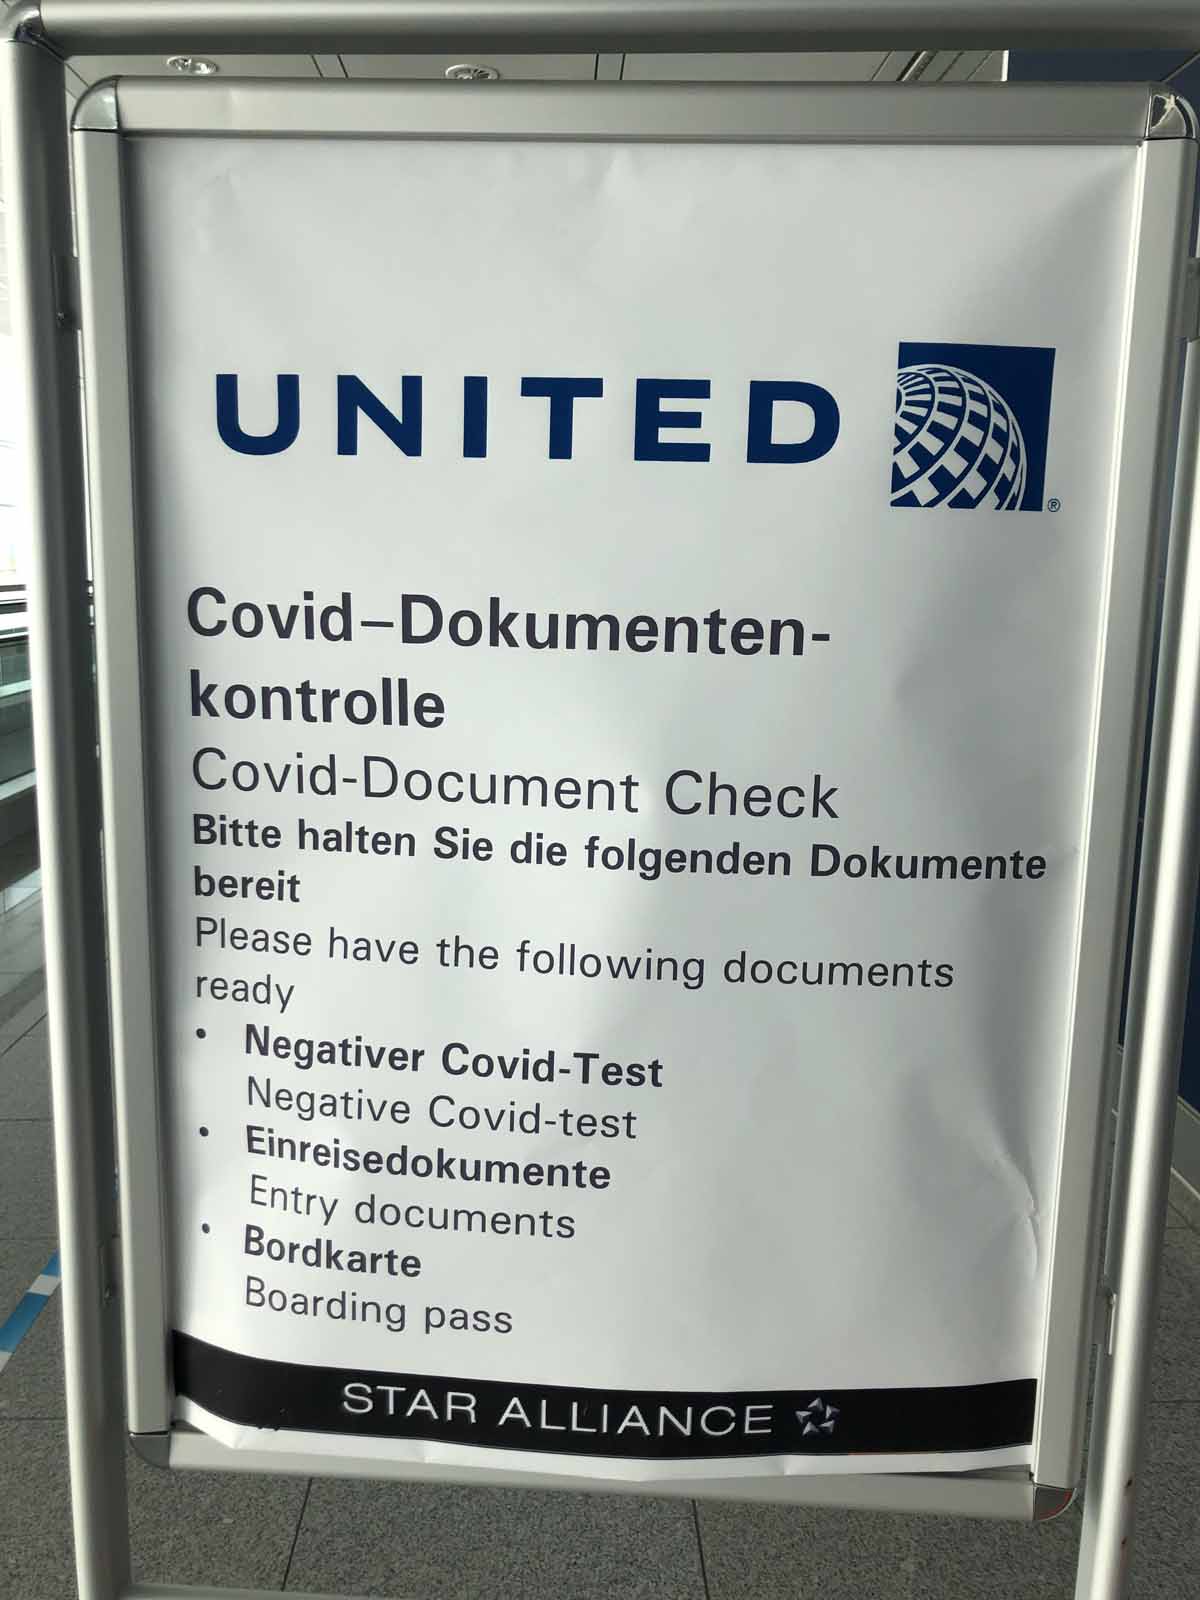 UNITED
®
Covid–Dokumenten-
kontrolle
Covid-Document Check
Bitte halten Sie die folgenden Dokumente
bereit
Please have the following documents
ready
• Negativer Covid-Test
Negative Covid-test
• Einreisedokumente
Entry documents
• Bordkarte
Boarding pass
STAR ALLIANCE